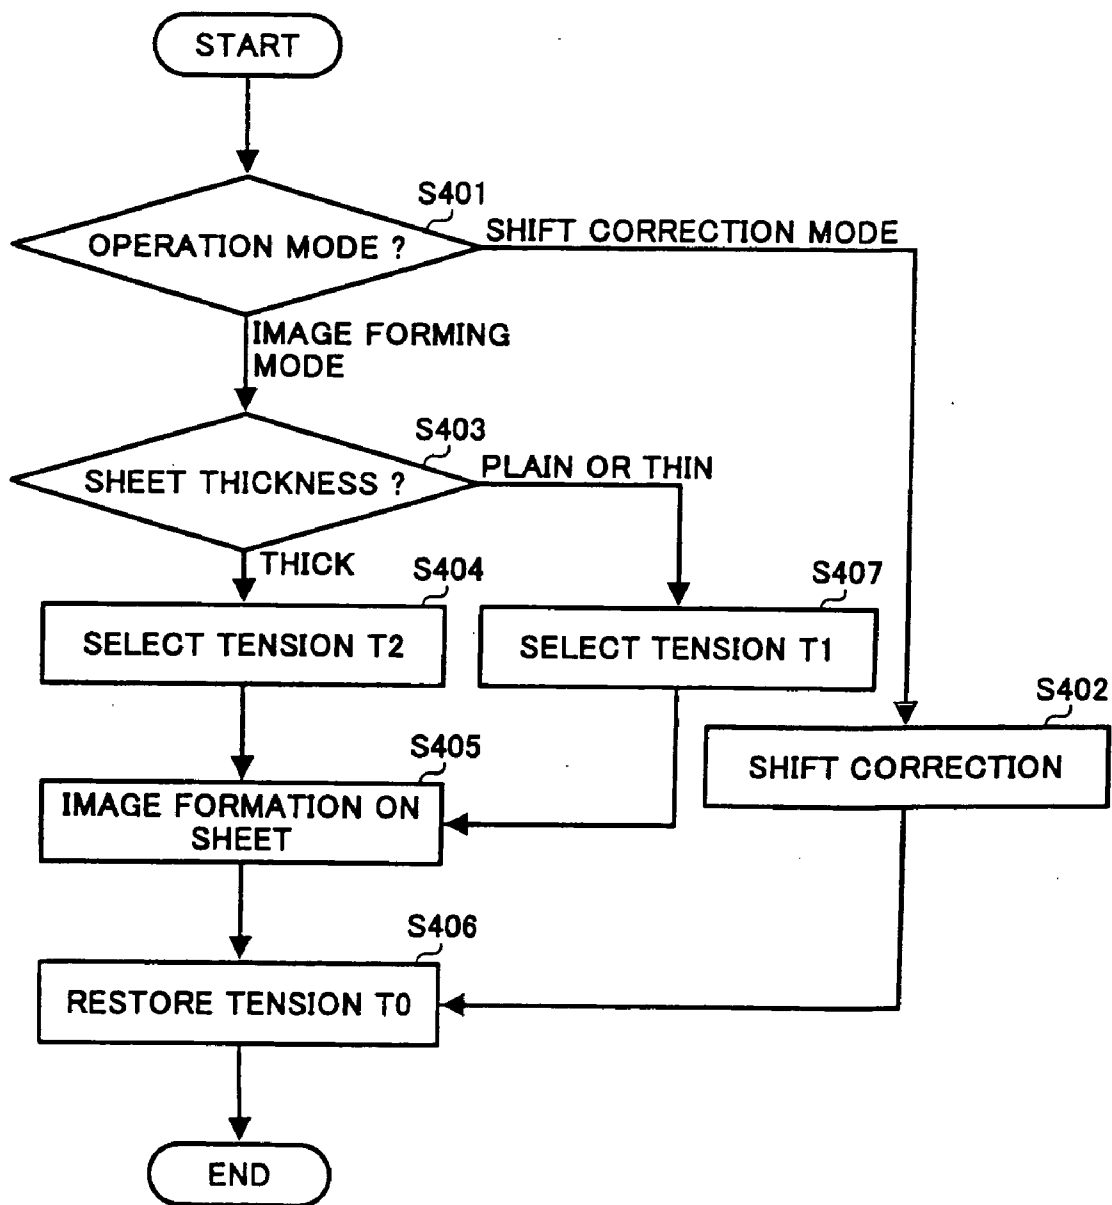 START
S401
OPERATION MODE ?
SHIFT CORRECTION MODE
IMAGE FORMING
MODE
S403
SHEET THICKNESS ?
PLAIN OR THIN
THICK
S404
SELECT TENSION T2
S407
SELECT TENSION T1
S402
SHIFT CORRECTION
S405
IMAGE FORMATION ON
SHEET
S406
RESTORE TENSION T0
END